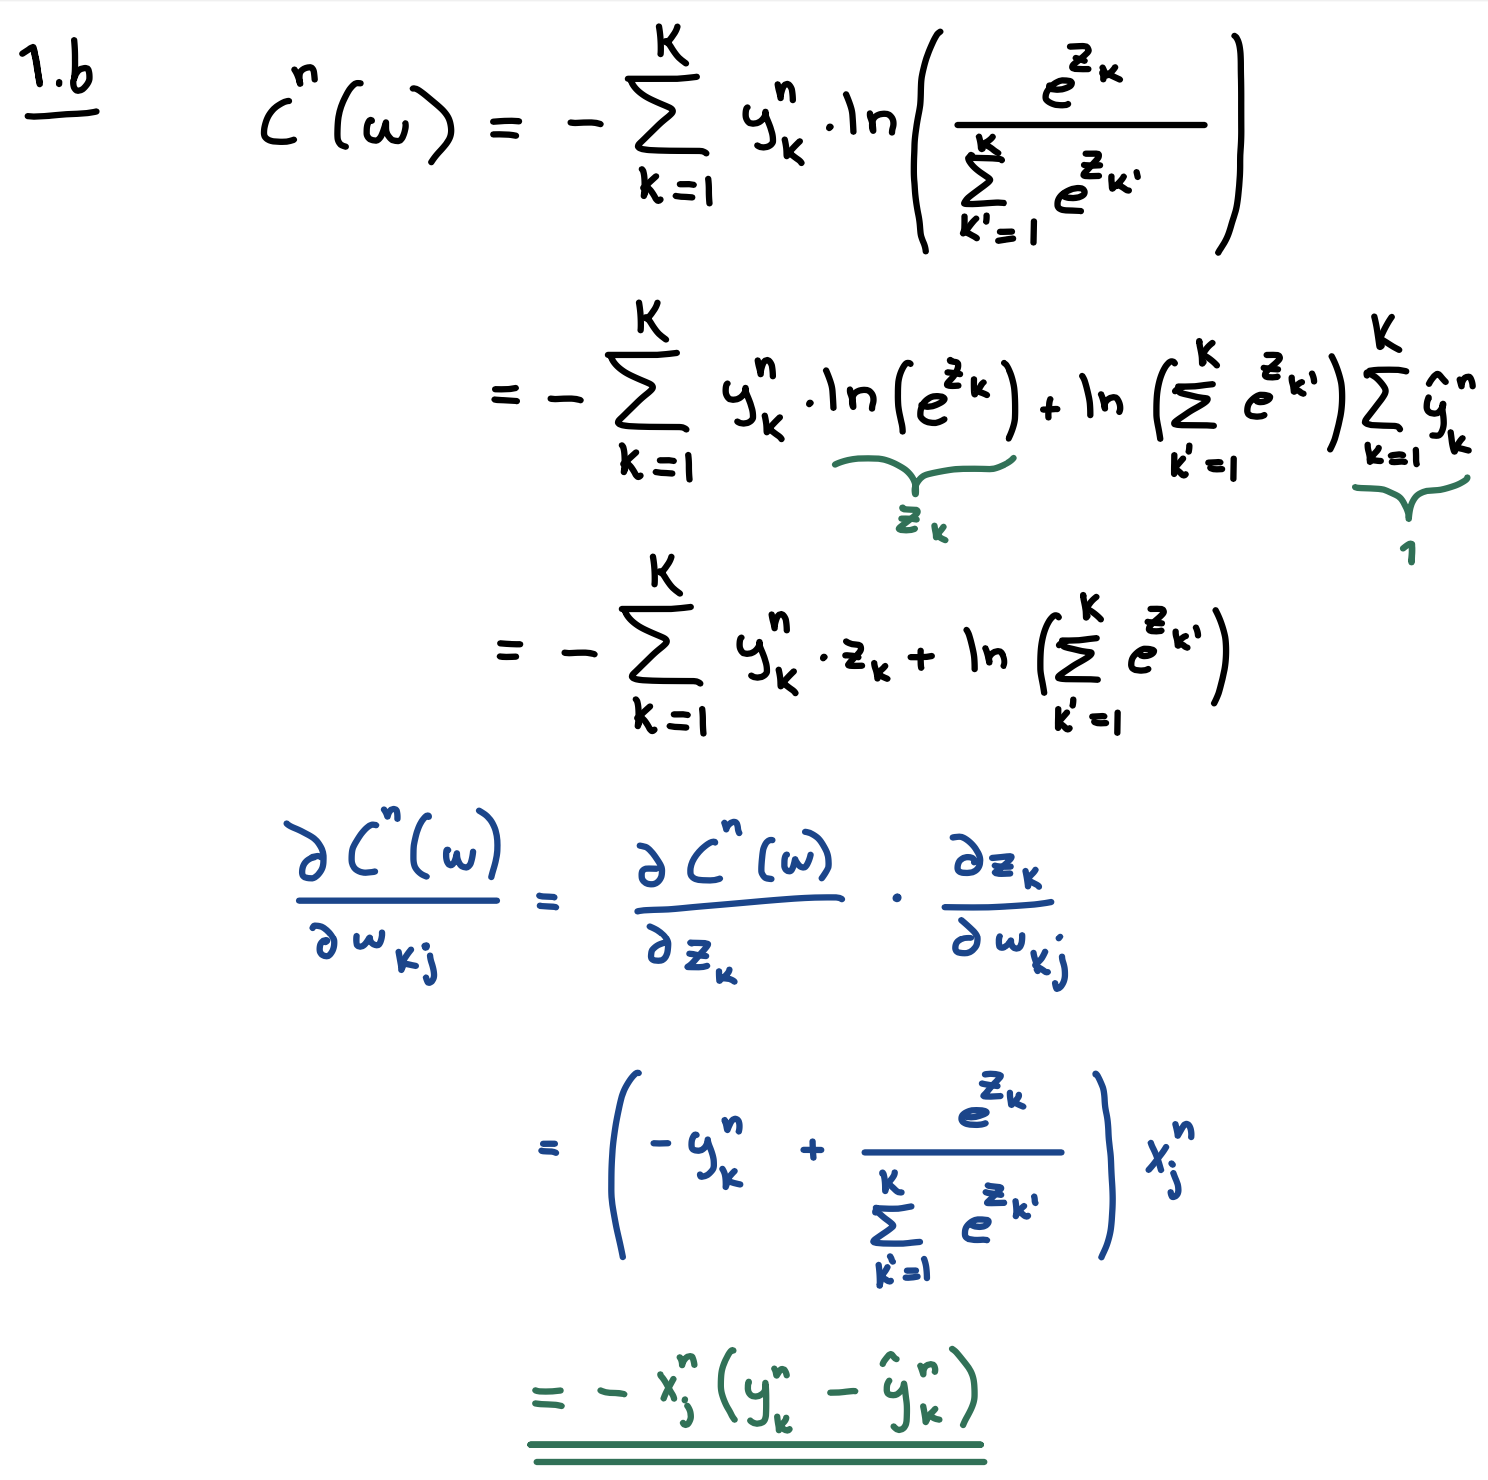 1.b C^n(w) = - \sum_{k=1}^{K} y_k^n \cdot \ln\left(\frac{e^{z_k}}{\sum_{k'=1}^{K} e^{z_{k'}}}\right)
= - \sum_{k=1}^{K} y_k^n \cdot \underbrace{\ln(e^{z_k})}_{z_k} + \ln\left(\sum_{k'=1}^{K} e^{z_{k'}}\right) \underbrace{\sum_{k=1}^{K} \hat{y}_k^n}_{1}
= - \sum_{k=1}^{K} y_k^n \cdot z_k + \ln\left(\sum_{k'=1}^{K} e^{z_{k'}}\right)
\frac{\partial C^n(w)}{\partial w_{kj}} = \frac{\partial C^n(w)}{\partial z_k} \cdot \frac{\partial z_k}{\partial w_{kj}}
= \left(-y_k^n + \frac{e^{z_k}}{\sum_{k'=1}^{K} e^{z_{k'}}}\right) x_j^n
= - x_j^n (y_k^n - \hat{y}_k^n)